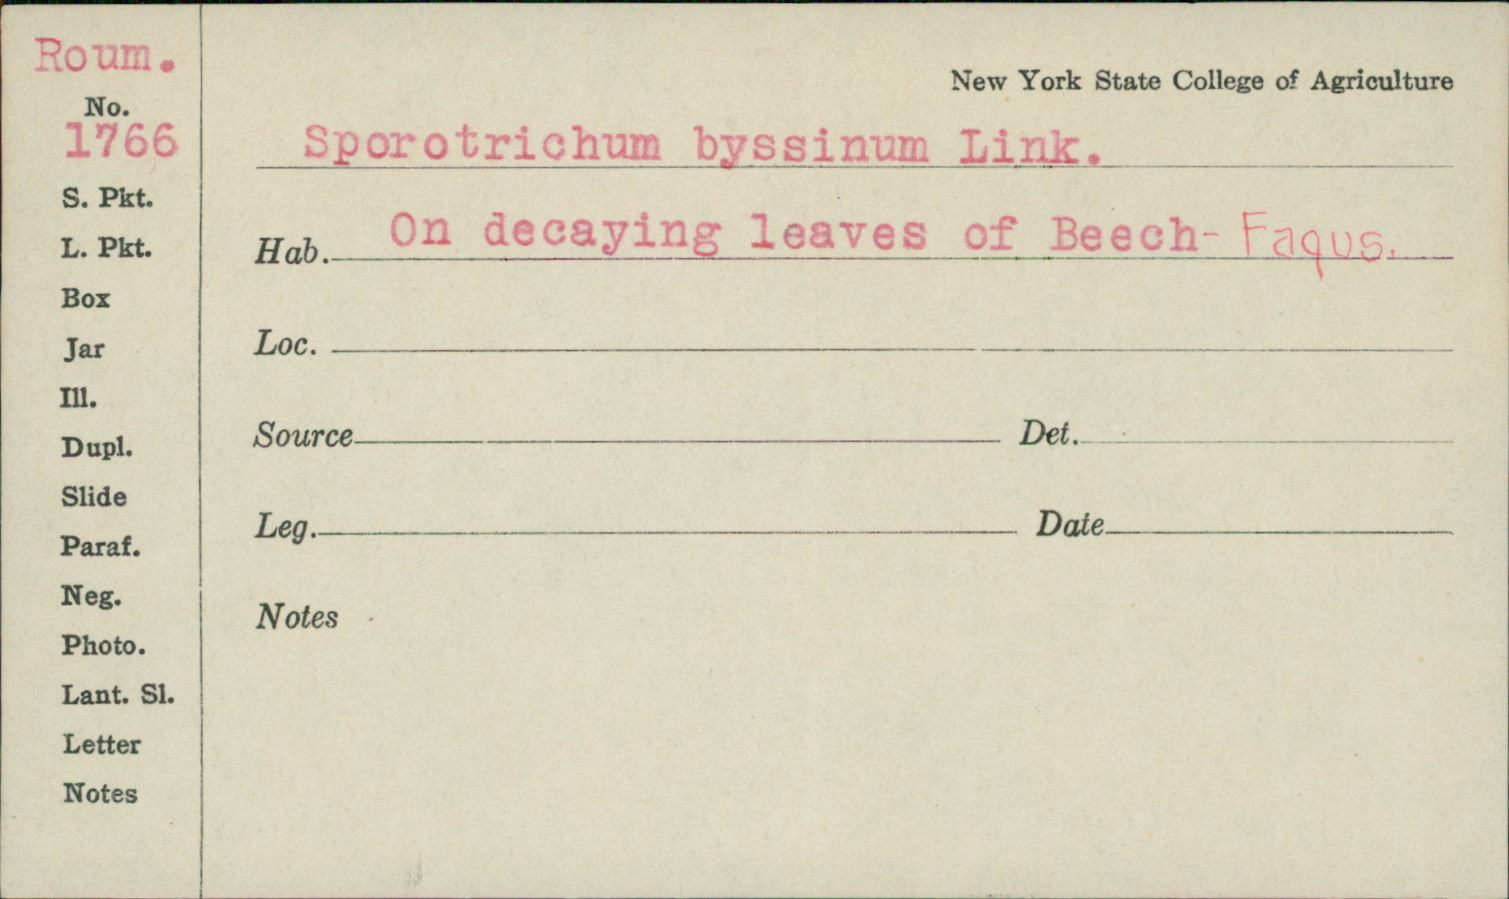 Roum.
No.
1766
S. Pkt.
L. Pkt.
Box
Jar
Ill.
Dupl.
Slide
Paraf.
Neg.
Photo.
Lant. Sl.
Letter
Notes
New York State College of Agriculture
Sporotrichum byssinum Link.
Hab. On decaying leaves of Beech- Fagus.
Loc.
Source Det.
Leg. Date
Notes